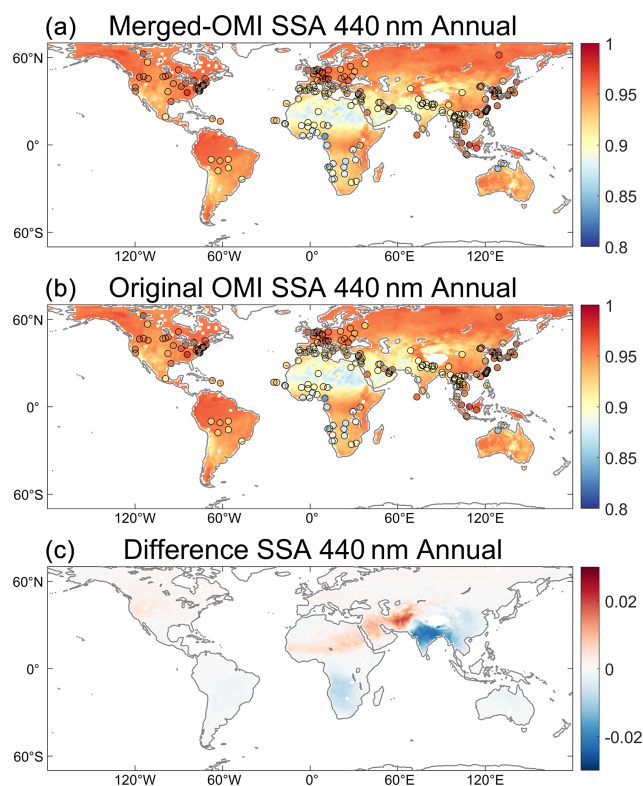 (a) Merged-OMI SSA 440 nm Annual
60°N
0°
60°S
120°W 60°W 0° 60°E 120°E
1
0.95
0.9
0.85
0.8
(b) Original OMI SSA 440 nm Annual
60°N
0°
60°S
120°W 60°W 0° 60°E 120°E
1
0.95
0.9
0.85
0.8
(c) Difference SSA 440 nm Annual
60°N
0°
60°S
120°W 60°W 0° 60°E 120°E
0.02
0
-0.02